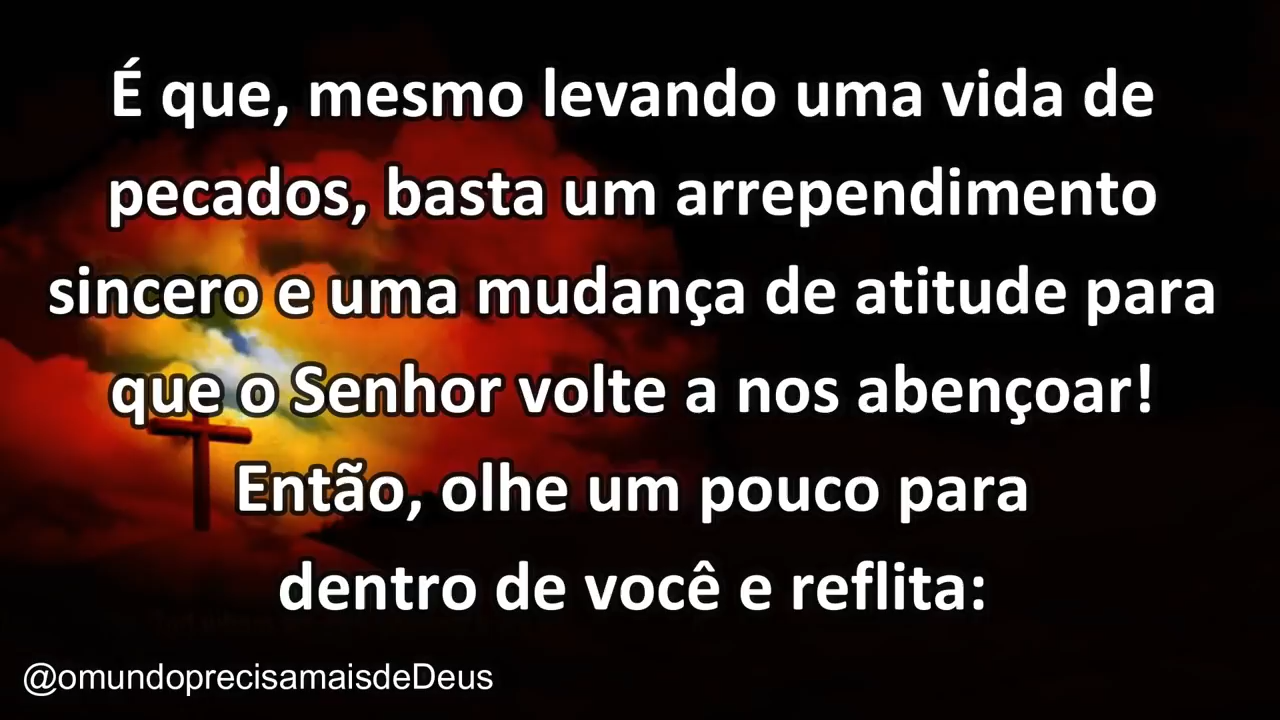 É que, mesmo levando uma vida de
pecados, basta um arrependimento
sincero e uma mudança de atitude para
que o Senhor volte a nos abençoar!
Então, olhe um pouco para
dentro de você e reflita:
@omundoprecisamaisdeDeus